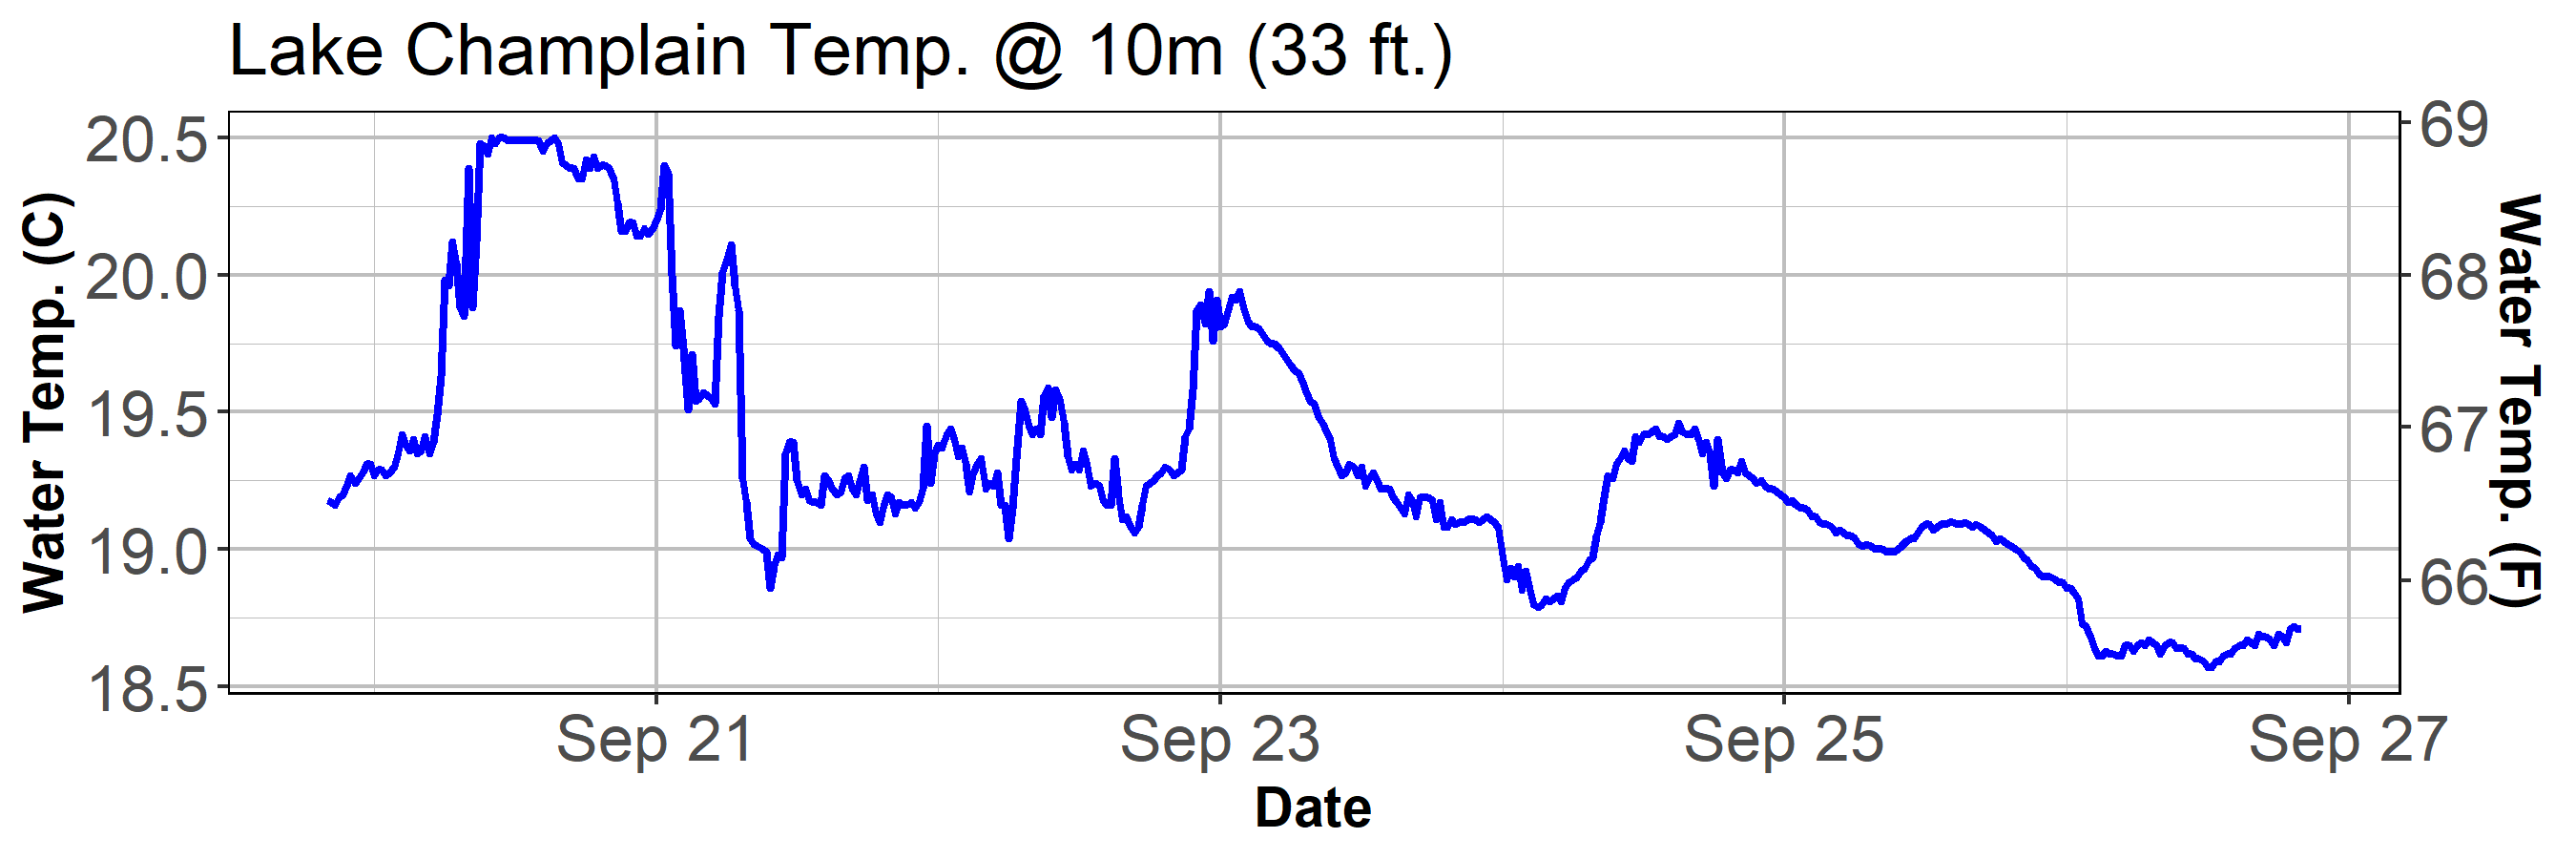 Lake Champlain Temp. @ 10m (33 ft.)
Water Temp. (C)
20.5
20.0
19.5
19.0
18.5
69
68
67
66
Water Temp. (F)
Sep 21
Sep 23
Sep 25
Sep 27
Date